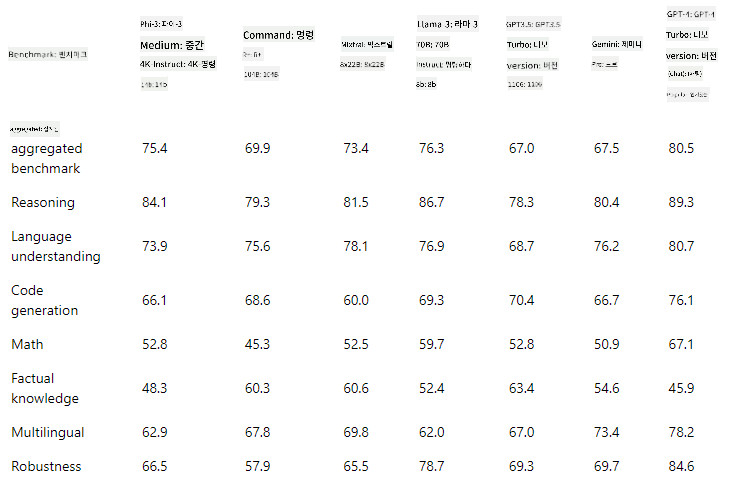 Benchmark: 벤치마크
Phi-3: 파이-3
Medium: 중간
4K-Instruct: 4K-명령
14b: 14b
Command: 명령
R+: R+
104B: 104B
Mixtral: 믹스트랄
8x22B: 8x22B
Llama 3: 라마 3
70B: 70B
Instruct:
8b: 8b
GPT3.5: GPT3.5
Turbo: 터보
version: 버전
1106: 1106
Gemini: 제미니
Pro: 프로
GPT-4: GPT-4
Turbo: 터보
version: 버전
(Chat): (채팅)
aggregated:
aggregated benchmark 75.4 69.9 73.4 76.3 67.0 67.5 80.5
Reasoning 84.1 79.3 81.5 86.7 78.3 80.4 89.3
Language understanding 73.9 75.6 78.1 76.9 68.7 76.2 80.7
Code generation 66.1 68.6 60.0 69.3 70.4 66.7 76.1
Math 52.8 45.3 52.5 59.7 52.8 50.9 67.1
Factual knowledge 48.3 60.3 60.6 52.4 63.4 54.6 45.9
Multilingual 62.9 67.8 69.8 62.0 67.0 73.4 78.2
Robustness 66.5 57.9 65.5 78.7 69.3 69.7 84.6